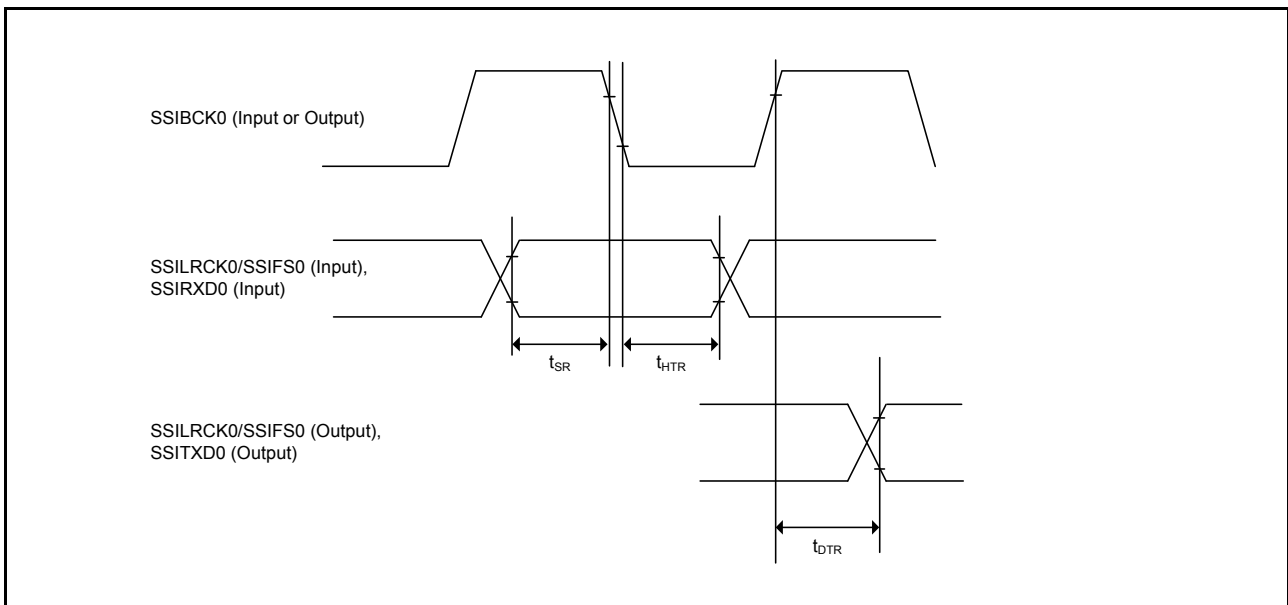 SSIBCK0 (Input or Output)
SSILRCK0/SSIFS0 (Input),
SSIRXD0 (Input)
tSR
tHTR
SSILRCK0/SSIFS0 (Output),
SSITXD0 (Output)
tDTR